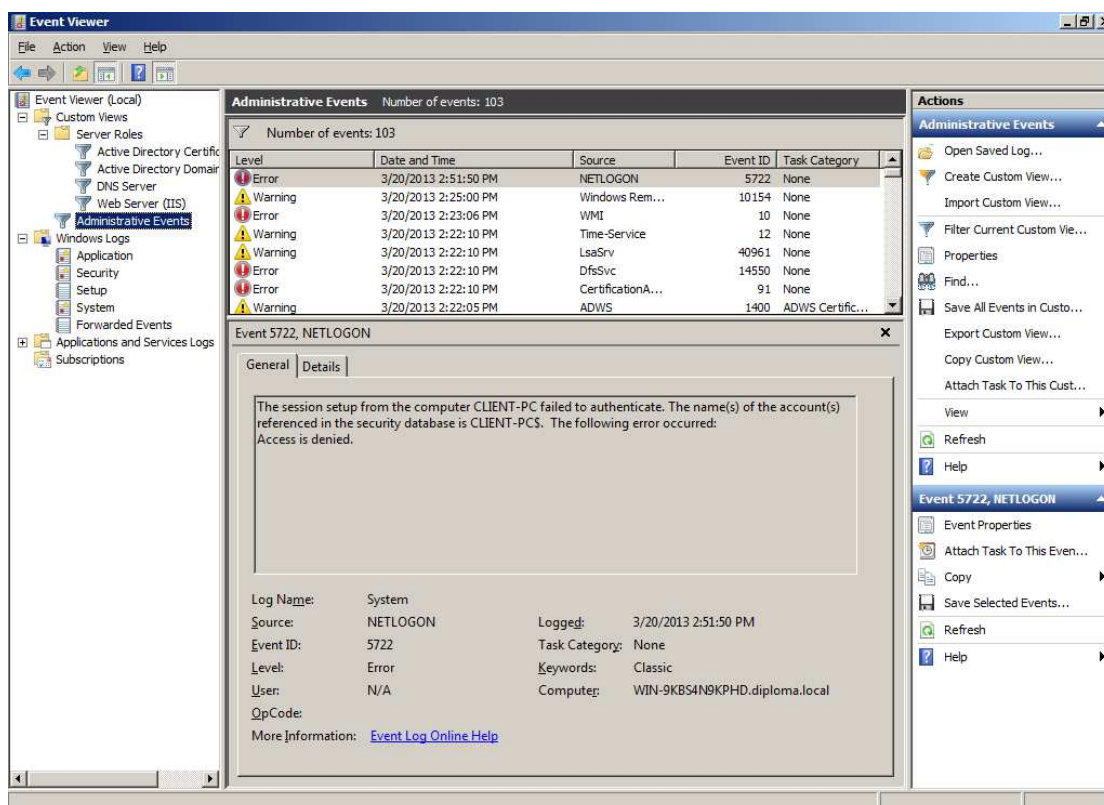 Event Viewer
File Action View Help
Event Viewer (Local)
Custom Views
Server Roles
Active Directory Certific
Active Directory Domair
DNS Server
Web Server (IIS)
Administrative Events
Windows Logs
Application
Security
Setup
System
Forwarded Events
Applications and Services Logs
Subscriptions
Administrative Events Number of events: 103
Number of events: 103
Level Date and Time Source Event ID Task Category
Error 3/20/2013 2:51:50 PM NETLOGON 5722 None
Warning 3/20/2013 2:25:00 PM Windows Rem... 10154 None
Error 3/20/2013 2:23:06 PM WMI 10 None
Warning 3/20/2013 2:22:10 PM Time-Service 12 None
Warning 3/20/2013 2:22:10 PM LsaSrv 40961 None
Error 3/20/2013 2:22:10 PM DfsSvc 14550 None
Error 3/20/2013 2:22:10 PM CertificationA... 91 None
Warning 3/20/2013 2:22:05 PM ADWS 1400 ADWS Certific...
Event 5722, NETLOGON
General Details
The session setup from the computer CLIENT-PC failed to authenticate. The name(s) of the account(s)
referenced in the security database is CLIENT-PC$. The following error occurred:
Access is denied.
Log Name: System
Source: NETLOGON Logged: 3/20/2013 2:51:50 PM
Event ID: 5722 Task Category: None
Level: Error Keywords: Classic
User: N/A Computer: WIN-9KBS4N9KPHD.diploma.local
OpCode:
More Information: Event Log Online Help
Actions
Administrative Events
Open Saved Log...
Create Custom View...
Import Custom View...
Filter Current Custom Vie...
Properties
Find...
Save All Events in Custo...
Export Custom View...
Copy Custom View...
Attach Task To This Cust...
View
Refresh
Help
Event 5722, NETLOGON
Event Properties
Attach Task To This Even...
Copy
Save Selected Events...
Refresh
Help